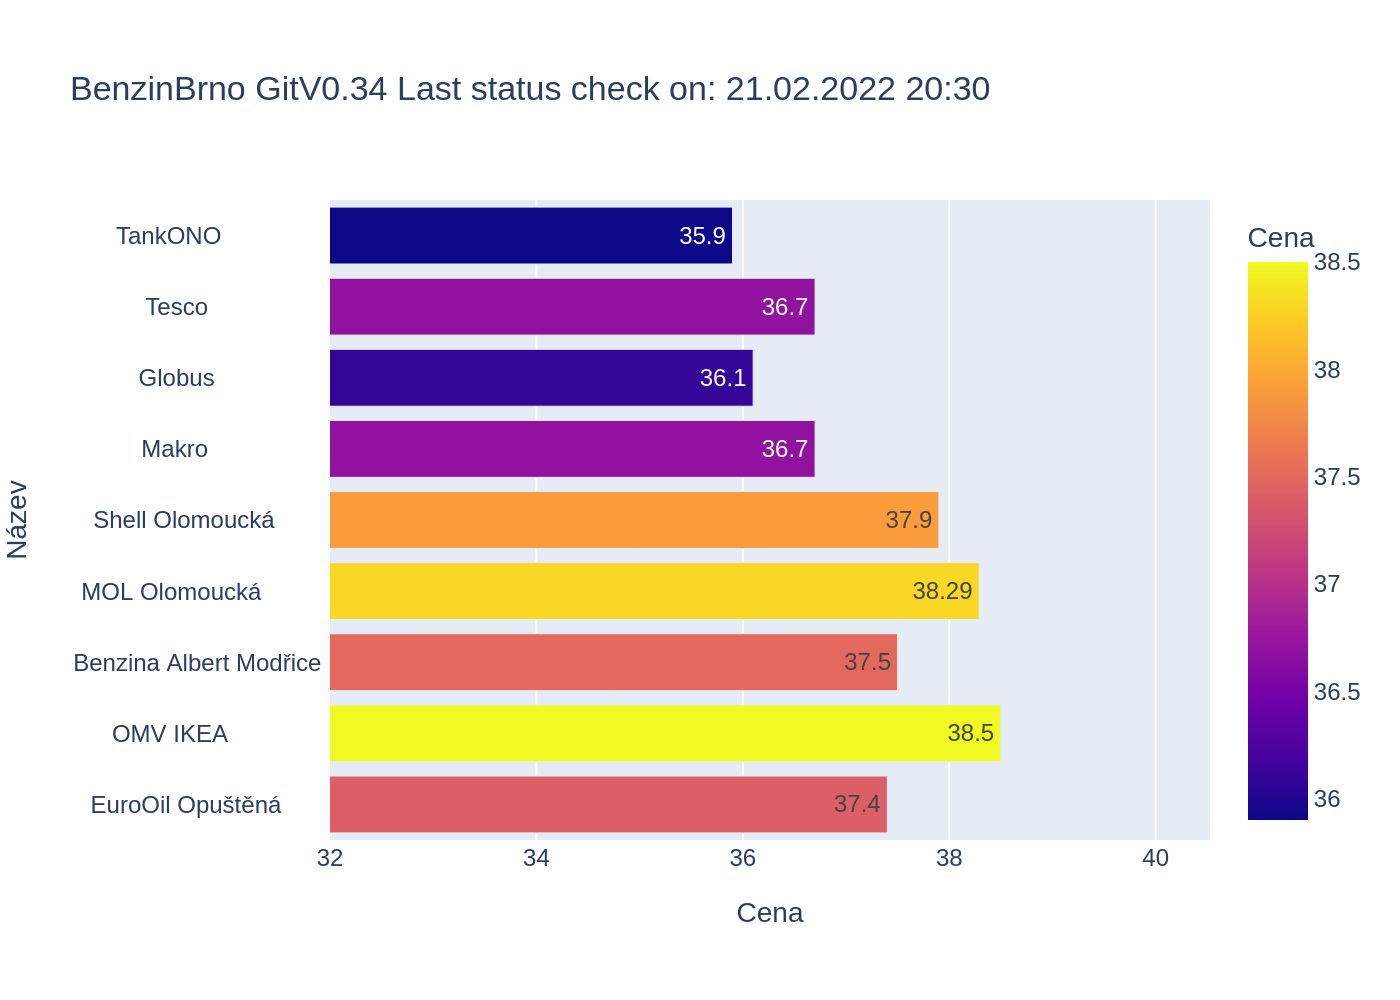 BenzinBrno GitV0.34 Last status check on: 21.02.2022 20:30
TankONO
35.9
Tesco
36.7
Globus
36.1
Makro
36.7
Shell Olomoucká
37.9
MOL Olomoucká
38.29
Benzina Albert Modřice
37.5
OMV IKEA
38.5
EuroOil Opuštěná
37.4
Název
32 34 36 38 40
Cena
Cena
38.5
38
37.5
37
36.5
36